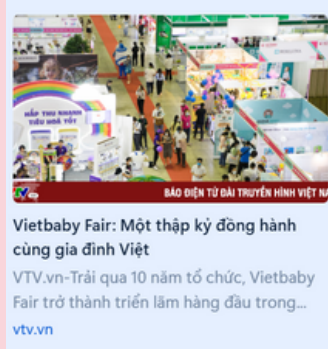 HẤP THU NHANH
TIÊU HOÁ TỐT
BÁO ĐIỆN TỬ ĐÀI TRUYỀN HÌNH VIỆT NA
Vietbaby Fair: Một thập kỷ đồng hành
cùng gia đình Việt
VTV.vn-Trải qua 10 năm tổ chức, Vietbaby
Fair trở thành triển lãm hàng đầu trong...
vtv.vn